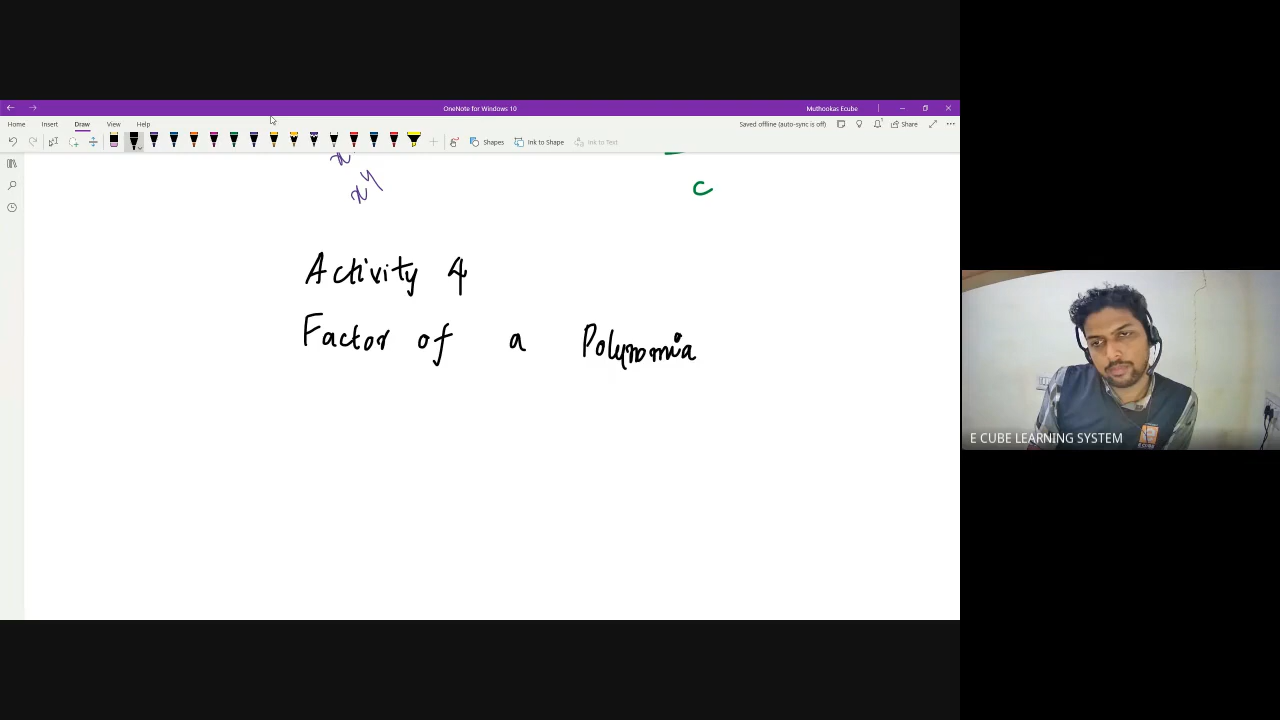 OneNote for Windows 10
Muthookas Ecube
Home Insert Draw View Help
Saved offline (auto-sync is off)
Share
Shapes
Ink to Shape
Ink to Text
x
x y
c
Activity 4
Factor of a Polynomia
E CUBE LEARNING SYSTEM